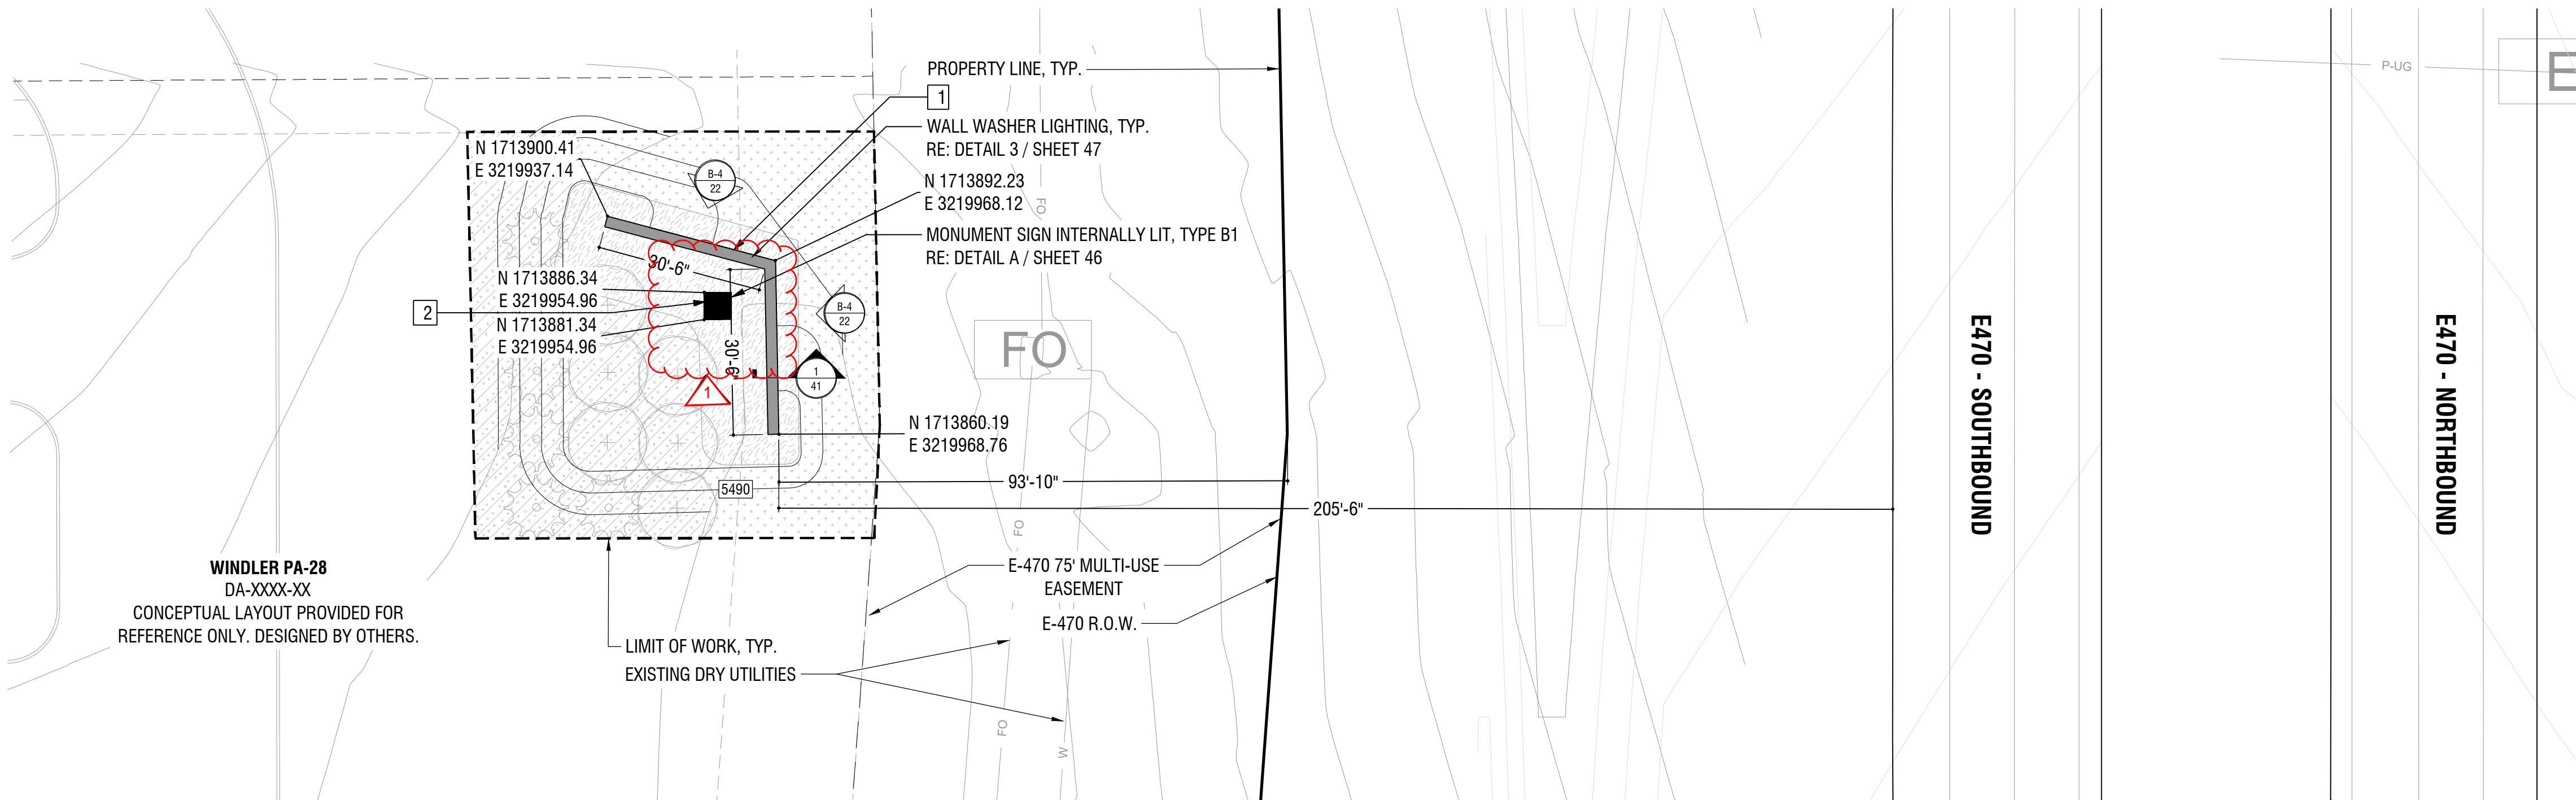 PROPERTY LINE, TYP.
1
WALL WASHER LIGHTING, TYP.
RE: DETAIL 3 / SHEET 47
N 1713892.23
E 3219968.12
MONUMENT SIGN INTERNALLY LIT, TYPE B1
RE: DETAIL A / SHEET 46
N 1713900.41
E 3219937.14
B-4
22
30'-6"
N 1713886.34
E 3219954.96
2
N 1713881.34
E 3219954.96
30'-6"
B-4
22
1
41
1
N 1713860.19
E 3219968.76
5490
93'-10"
205'-6"
FO
FO
FO
FO
W
E-470 75' MULTI-USE
EASEMENT
E-470 R.O.W.
WINDLER PA-28
DA-XXXX-XX
CONCEPTUAL LAYOUT PROVIDED FOR
REFERENCE ONLY. DESIGNED BY OTHERS.
LIMIT OF WORK, TYP.
EXISTING DRY UTILITIES
E470 - SOUTHBOUND
E470 - NORTHBOUND
P-UG
E